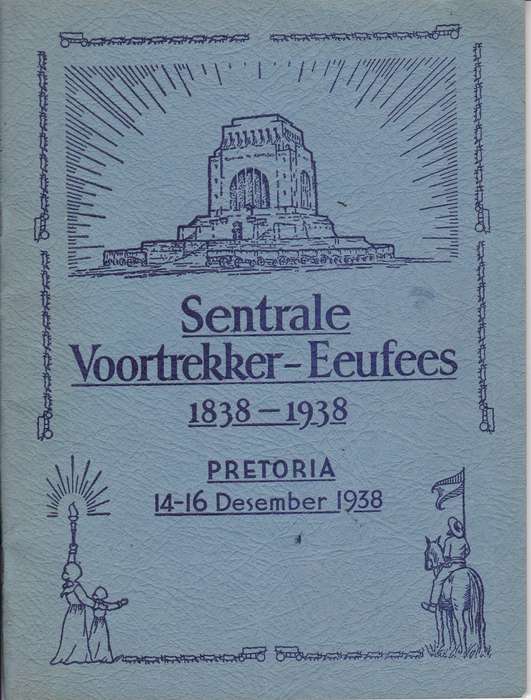 Sentrale
Voortrekker-Eeufees
1838-1938
PRETORIA
14-16 Desember 1938